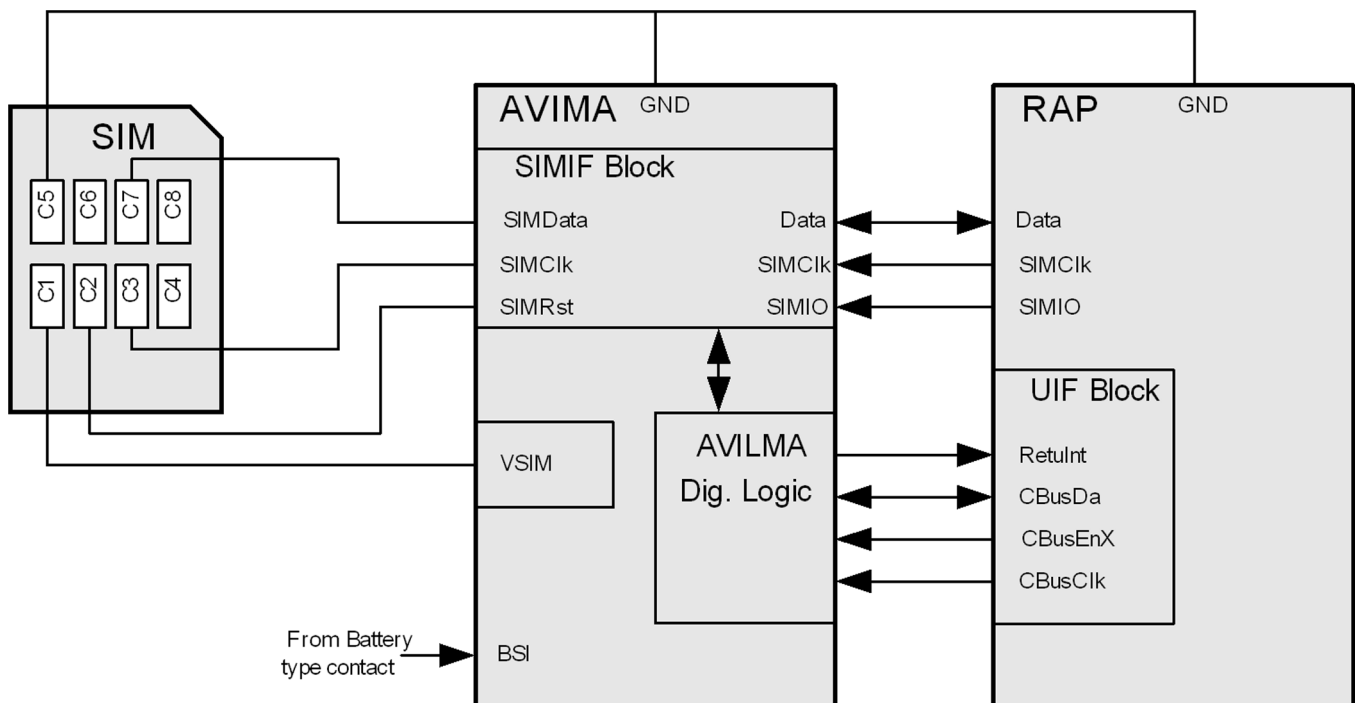 SIM
C5
C6
C7
C8
C1
C2
C3
C4
AVIMA
GND
SIMIF Block
SIMData
Data
SIMClk
SIMClk
SIMRst
SIMIO
VSIM
AVILMA
Dig. Logic
From Battery
type contact
BSI
RAP
GND
Data
SIMClk
SIMIO
UIF Block
RetuInt
CBusDa
CBusEnX
CBusClk